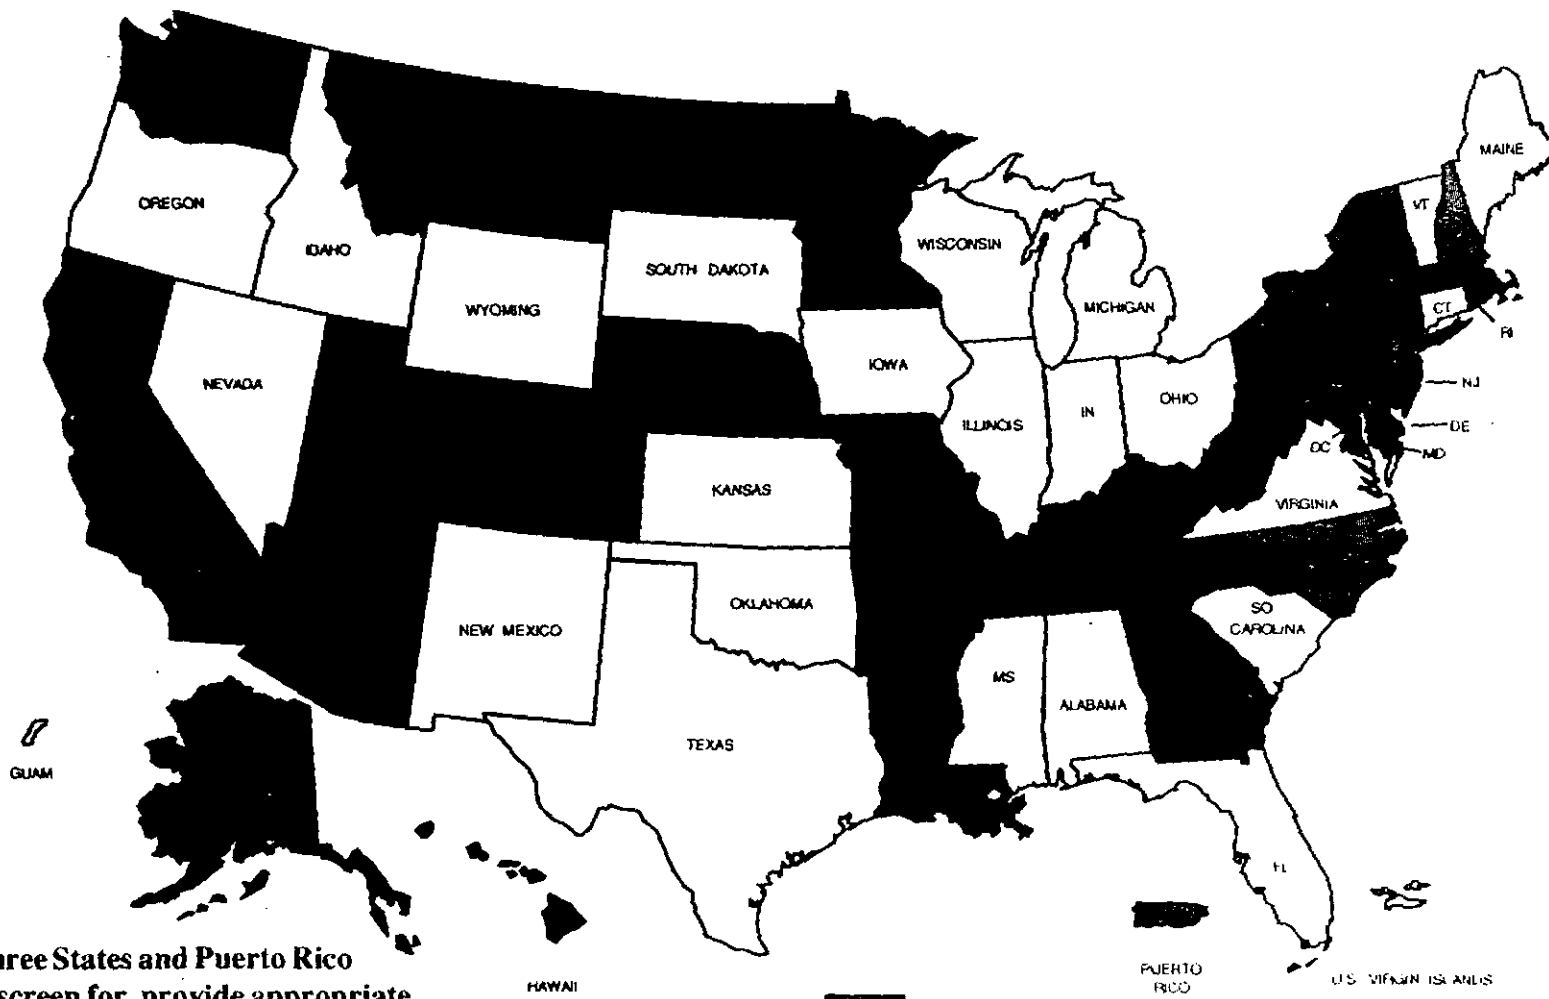 MAINE
VT
OREGON
IDAHO
WISCONSIN
SOUTH DAKOTA
WYOMING
MICHIGAN
CT
RI
IOWA
NEVADA
NJ
OHIO
IN
ILLINOIS
DE
DC
MD
KANSAS
VIRGINIA
OKLAHOMA
SO
CAROLINA
NEW MEXICO
MS
ALABAMA
TEXAS
GUAM
FL
Three States and Puerto Rico
screen for, provide appropriate
HAWAII
PUERTO
RICO
U.S. VIRGIN ISLANDS